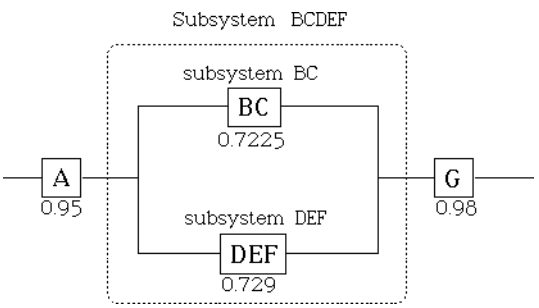 Subsystem BCDEF
subsystem BC
BC
0.7225
A
0.95
G
0.98
subsystem DEF
DEF
0.729